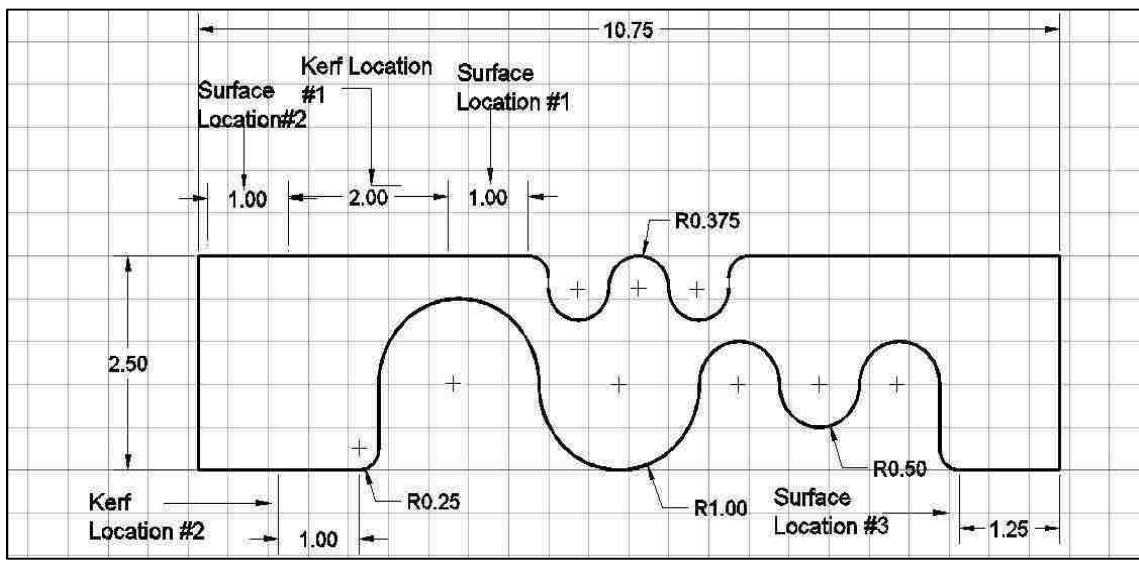 10.75
Kerf Location
#1
Surface
Location #1
Surface
Location#2
1.00
2.00
1.00
R0.375
2.50
R0.25
R1.00
R0.50
Kerf
Location #2
1.00
Surface
Location #3
1.25